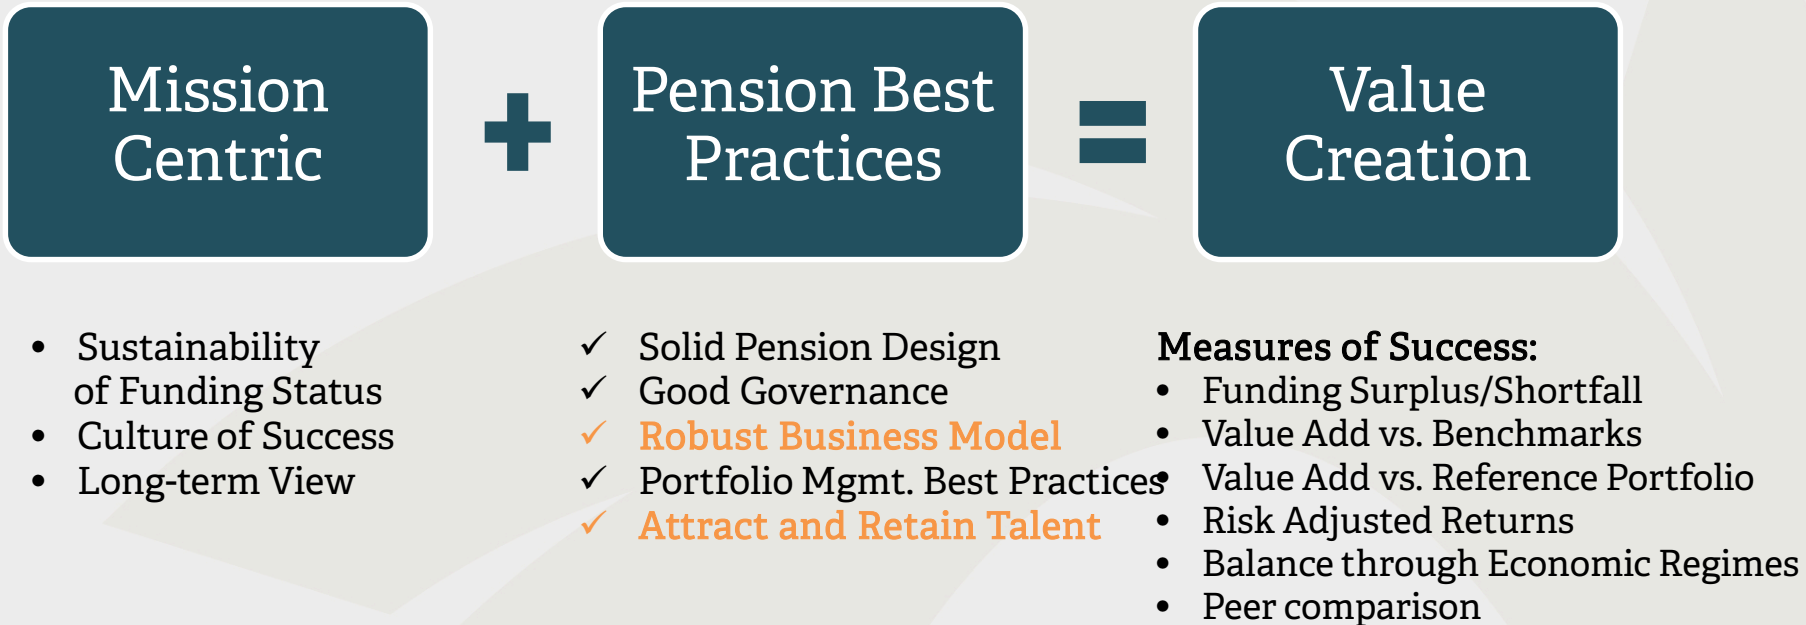 Mission
Centric
+
Pension Best
Practices
=
Value
Creation
• Sustainability
of Funding Status
• Culture of Success
• Long-term View
✓ Solid Pension Design
✓ Good Governance
✓ Robust Business Model
✓ Portfolio Mgmt. Best Practices
✓ Attract and Retain Talent
Measures of Success:
• Funding Surplus/Shortfall
• Value Add vs. Benchmarks
• Value Add vs. Reference Portfolio
• Risk Adjusted Returns
• Balance through Economic Regimes
• Peer comparison